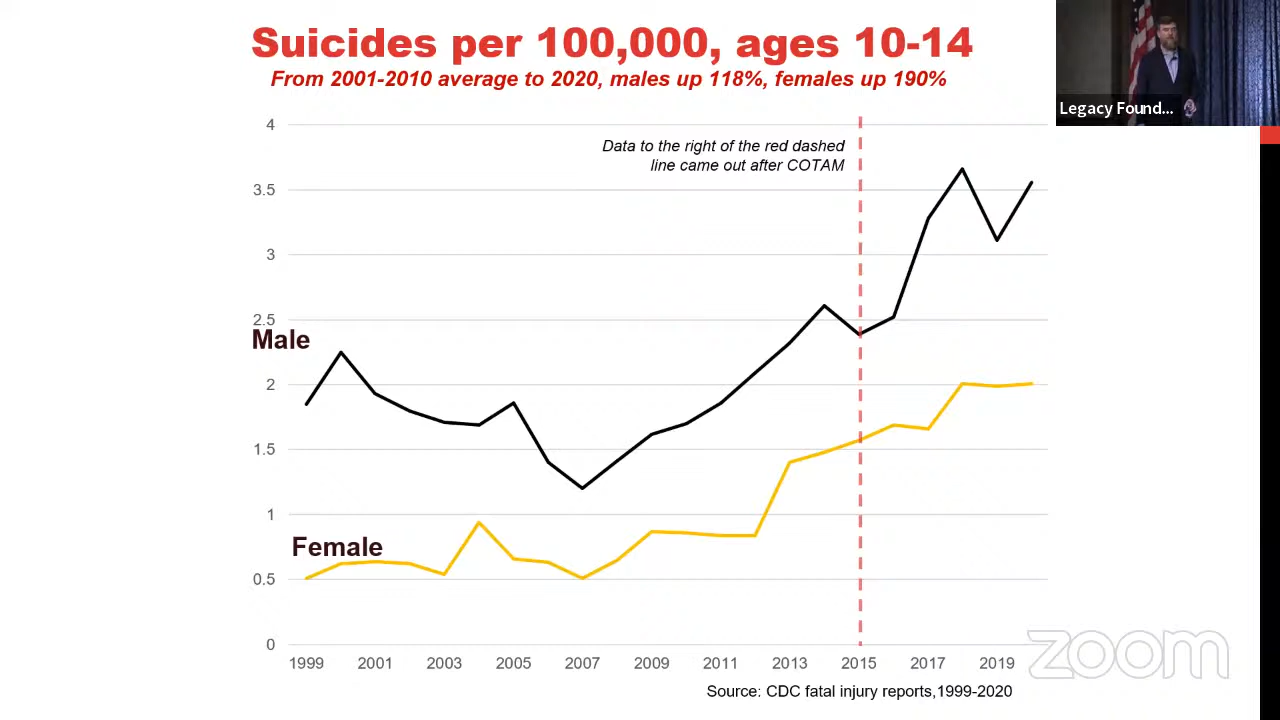 Suicides per 100,000, ages 10-14
From 2001-2010 average to 2020, males up 118%, females up 190%
Legacy Found...
Data to the right of the red dashed
line came out after COTAM
4
3.5
3
2.5
Male
2
1.5
1
Female
0.5
0
1999 2001 2003 2005 2007 2009 2011 2013 2015 2017 2019
zoom
Source: CDC fatal injury reports,1999-2020